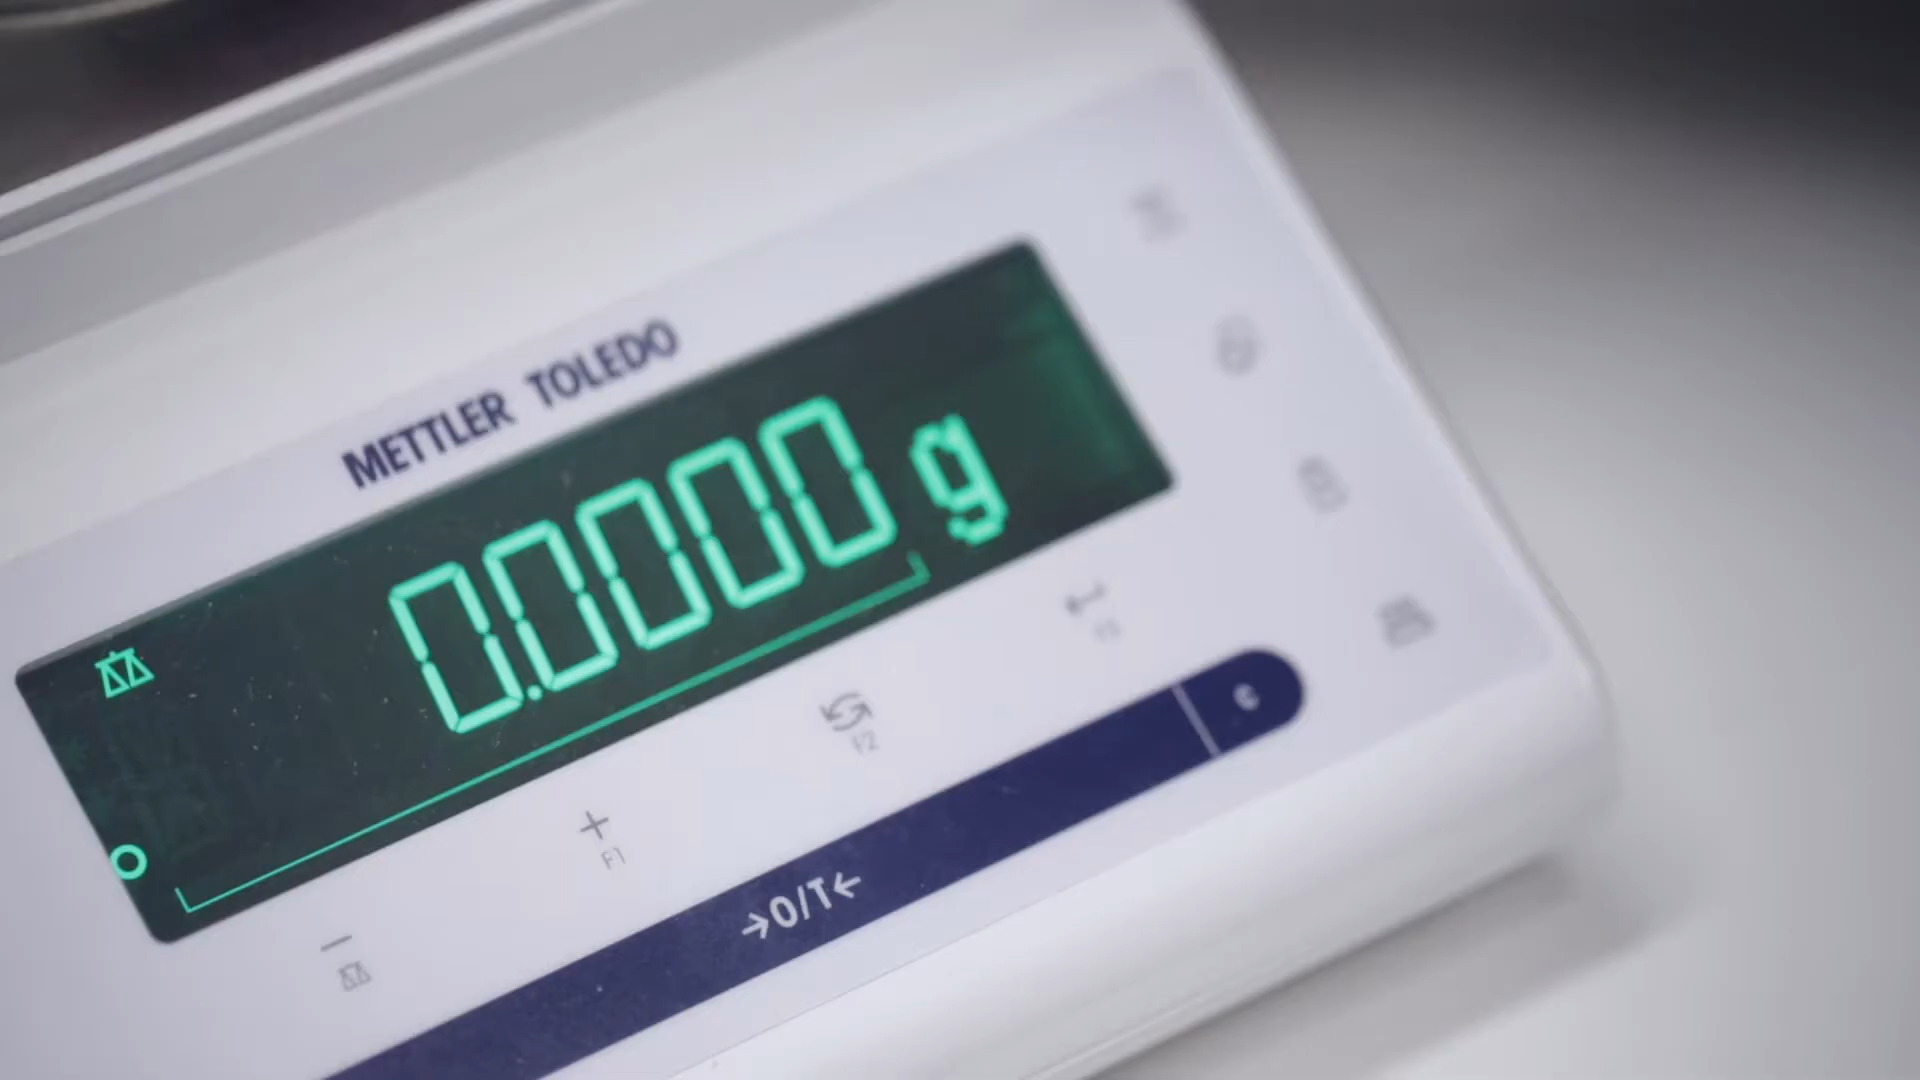 METTLER TOLEDO
0.0000 g
F1
F2
→0/T←